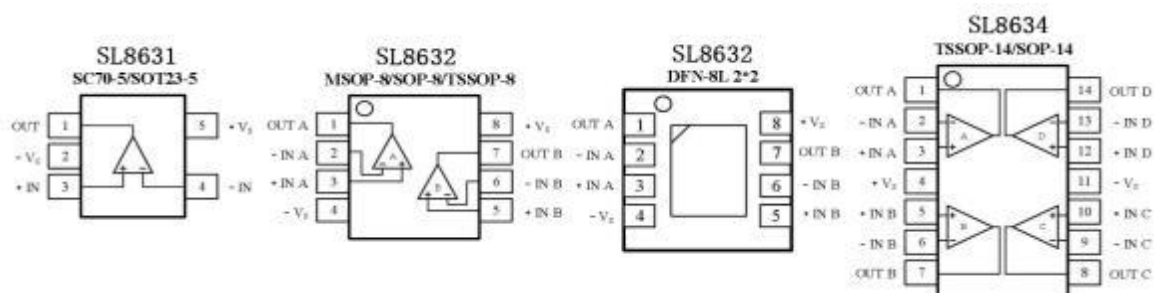 SL8631
SC70-5/SOT23-5
OUT 1 5 +VS
-VS 2
+IN 3 4 -IN
SL8632
MSOP-8/SOP-8/TSSOP-8
OUT A 1 8 +VS
-IN A 2 A 7 OUT B
+IN A 3 B 6 -IN B
-VS 4 5 +IN B
SL8632
DFN-8L 2*2
OUT A 1 8 +VS
-IN A 2 7 OUT B
+IN A 3 6 -IN B
-VS 4 5 +IN B
SL8634
TSSOP-14/SOP-14
OUT A 1 14 OUT D
-IN A 2 A D 13 -IN D
+IN A 3 12 +IN D
+VS 4 11 -VS
+IN B 5 10 +IN C
-IN B 6 B C 9 -IN C
OUT B 7 8 OUT C